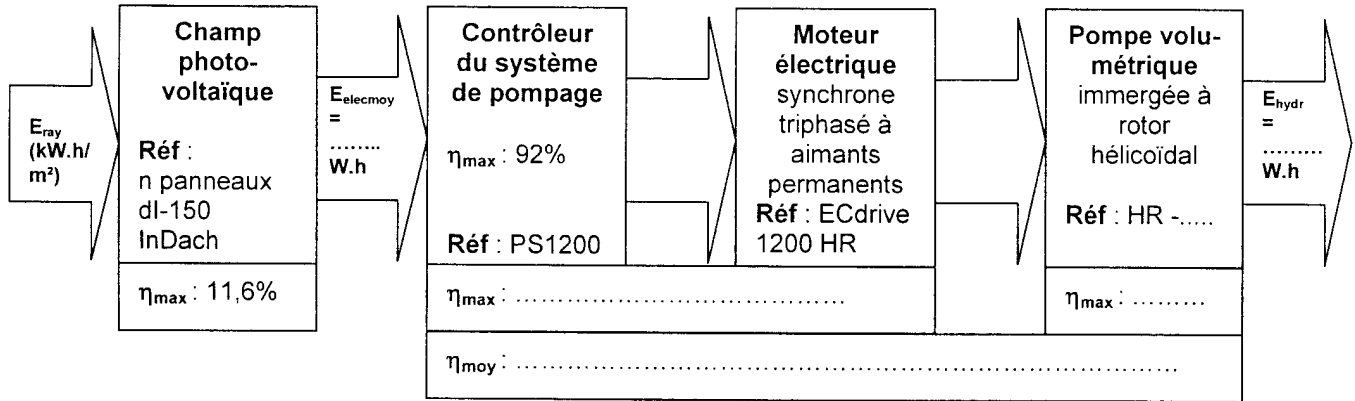 E_ray
(kW.h/
m²)
Champ
photo-
voltaïque
Réf :
n panneaux
dI-150
InDach
η_max : 11,6%
E_elecmoy
=
........
W.h
Contrôleur
du système
de pompage
η_max : 92%
Réf : PS1200
Moteur
électrique
synchrone
triphasé à
aimants
permanents
Réf : ECdrive
1200 HR
η_max : ........................................
Pompe volu-
métrique
immergée à
rotor
hélicoïdal
Réf : HR -.....
η_max : .........
η_moy : ................................................................................
E_hydr
=
.........
W.h